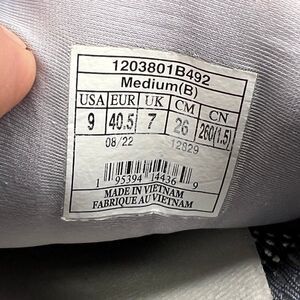 1203801B492
Medium(B)
USA EUR UK CM CN
9 40.5 7 26 260(1.5)
08/22 12829
1 95394 14436 9
MADE IN VIETNAM
FABRIQUE AU VIETNAM